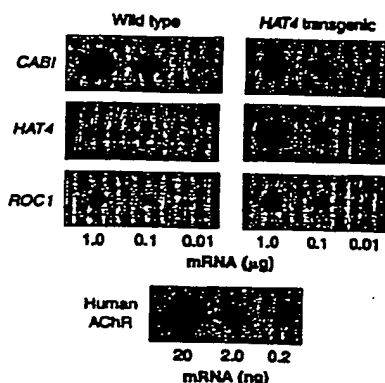 Wild type HAT4 transgenic
CABI
HAT4
ROC1
1.0 0.1 0.01 1.0 0.1 0.01
mRNA (μg)
Human
AChR
20 2.0 0.2
mRNA (ng)